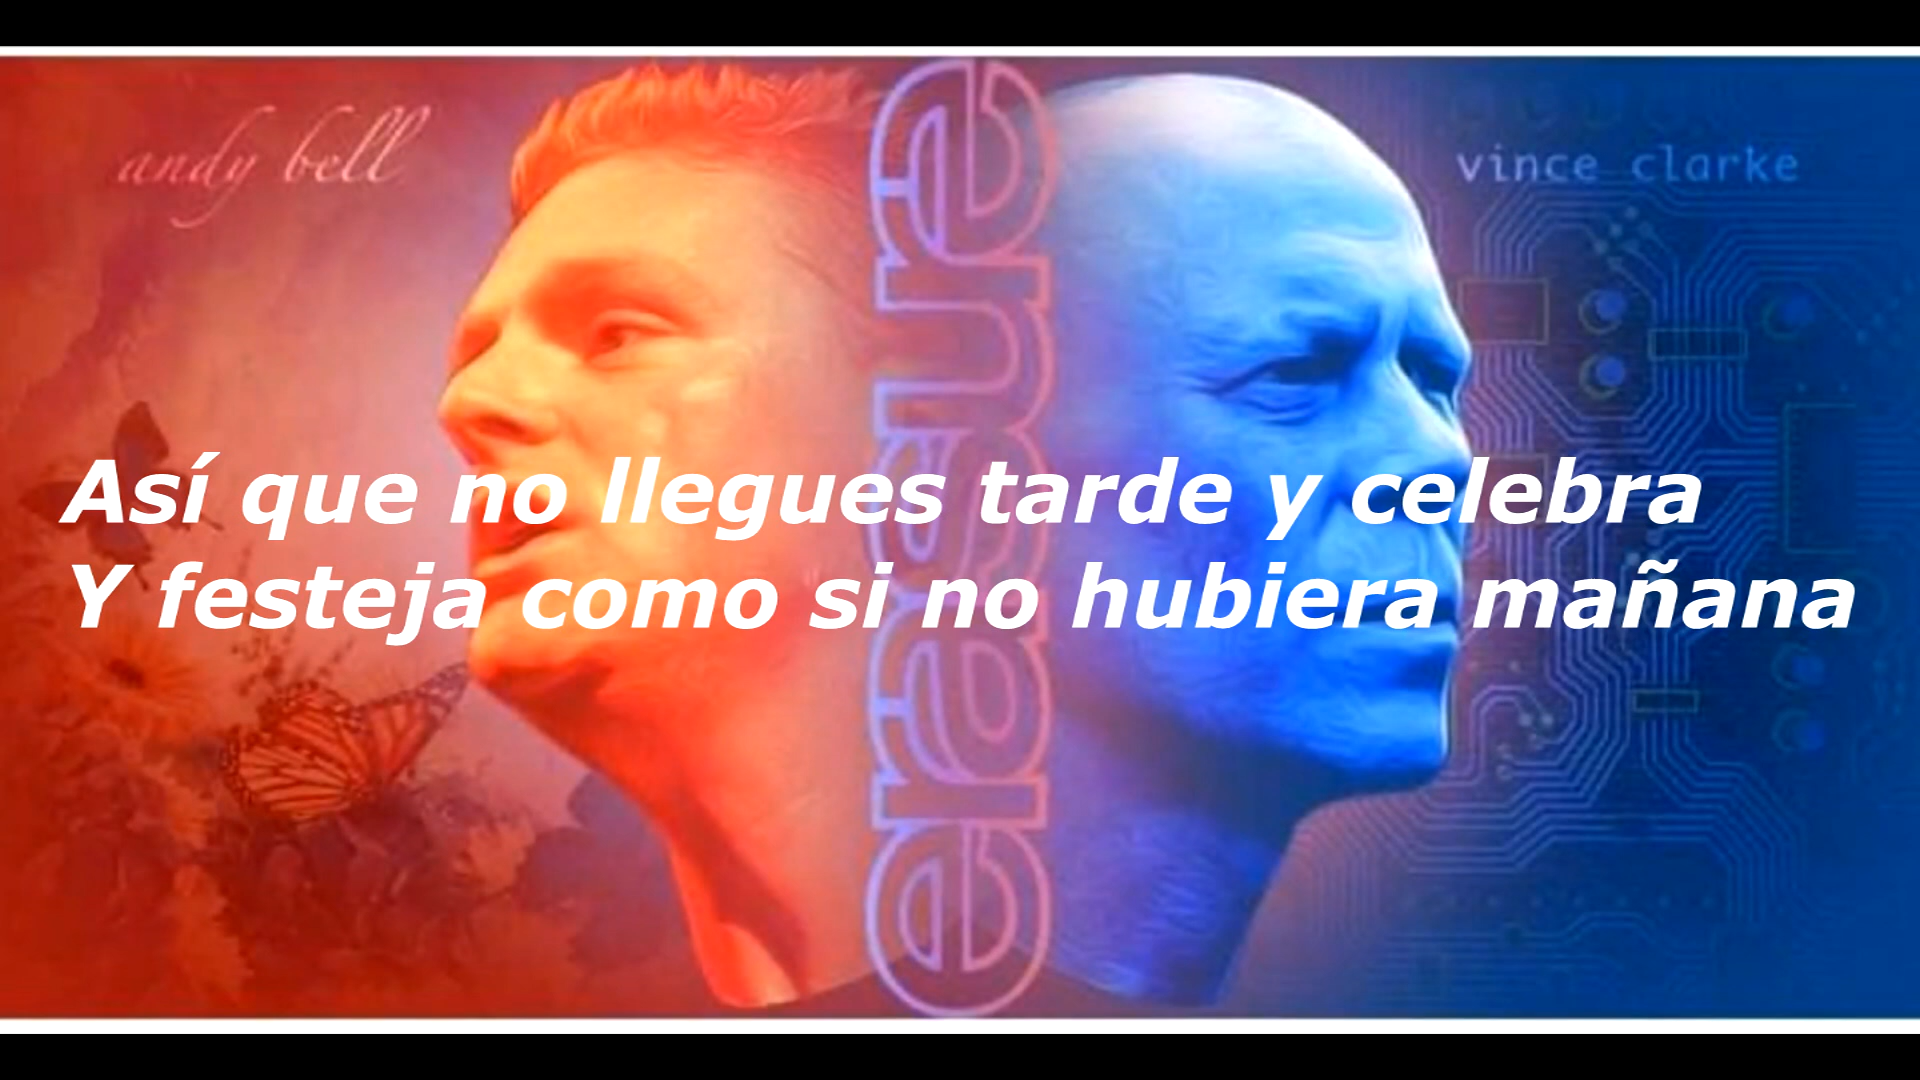 andy bell
erasure
vince clarke
Así que no llegues tarde y celebra
Y festeja como si no hubiera mañana